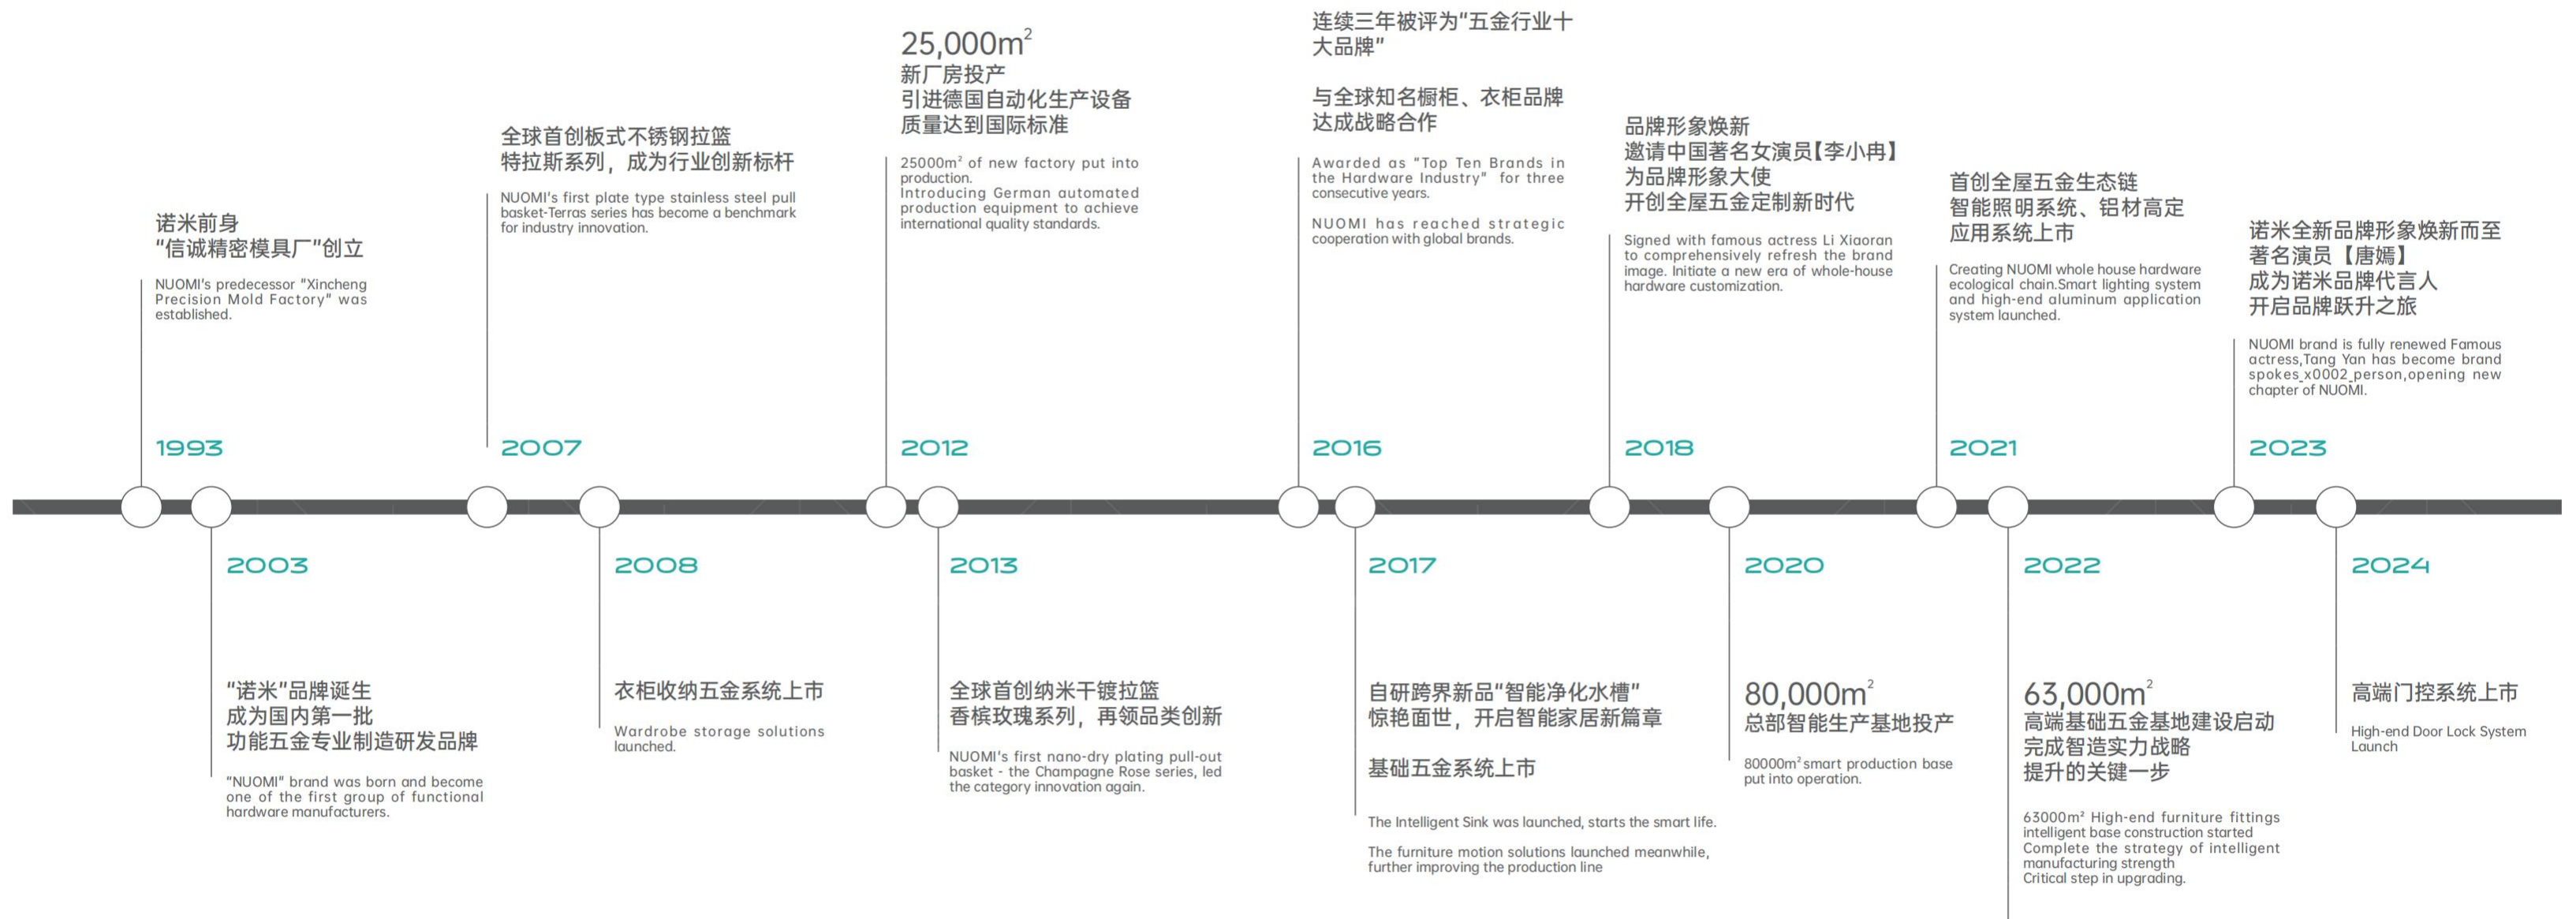 诺米前身
“信诚精密模具厂”创立
NUOMI's predecessor "Xincheng
Precision Mold Factory" was
established.
1993
“诺米”品牌诞生
成为国内第一批
功能五金专业制造研发品牌
"NUOMI" brand was born and become
one of the first group of functional
hardware manufacturers.
2003
全球首创板式不锈钢拉篮
特拉斯系列，成为行业创新标杆
NUOMI's first plate type stainless steel pull
basket-Terras series has become a benchmark
for industry innovation.
2007
2008
衣柜收纳五金系统上市
Wardrobe storage solutions
launched.
25,000m²
新厂房投产
引进德国自动化生产设备
质量达到国际标准
25000m² of new factory put into
production.
Introducing German automated
production equipment to achieve
international quality standards.
2012
2013
全球首创纳米干镀拉篮
香槟玫瑰系列，再领品类创新
NUOMI's first nano-dry plating pull-out
basket - the Champagne Rose series, led
the category innovation again.
连续三年被评为“五金行业十
大品牌”
与全球知名橱柜、衣柜品牌
达成战略合作
Awarded as "Top Ten Brands in
the Hardware Industry" for three
consecutive years.
NUOMI has reached strategic
cooperation with global brands.
2016
2017
自研跨界新品“智能净化水槽”
惊艳面世，开启智能家居新篇章
基础五金系统上市
The Intelligent Sink was launched, starts the smart life.
The furniture motion solutions launched meanwhile,
further improving the production line
品牌形象焕新
邀请中国著名女演员【李小冉】
为品牌形象大使
开创全屋五金定制新时代
Signed with famous actress Li Xiaoran
to comprehensively refresh the brand
image. Initiate a new era of whole-house
hardware customization.
2018
2020
80,000m²
总部智能生产基地投产
80000m² smart production base
put into operation.
首创全屋五金生态链
智能照明系统、铝材高定
应用系统上市
Creating NUOMI whole house hardware
ecological chain.Smart lighting system
and high-end aluminum application
system launched.
2021
2022
63,000m²
高端基础五金基地建设启动
完成智造实力战略
提升的关键一步
63000m² High-end furniture fittings
intelligent base construction started
Complete the strategy of intelligent
manufacturing strength
Critical step in upgrading.
诺米全新品牌形象焕新而至
著名演员【唐嫣】
成为诺米品牌代言人
开启品牌跃升之旅
NUOMI brand is fully renewed Famous
actress,Tang Yan has become brand
spokes_x0002_person,opening new
chapter of NUOMI.
2023
2024
高端门控系统上市
High-end Door Lock System
Launch